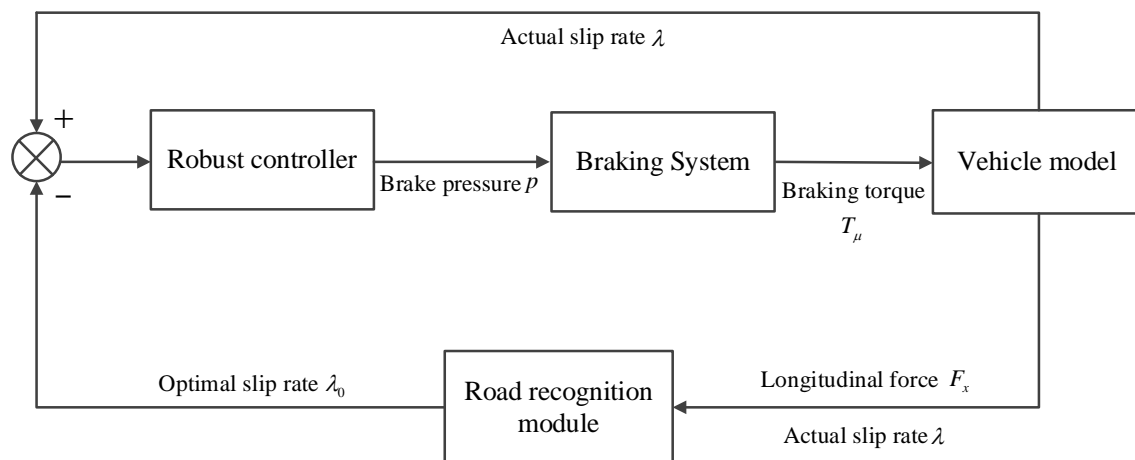 Actual slip rate λ
+
Robust controller
Brake pressure p
Braking System
Braking torque
T_μ
Vehicle model
−
Optimal slip rate λ_0
Road recognition
module
Longitudinal force F_x
Actual slip rate λ